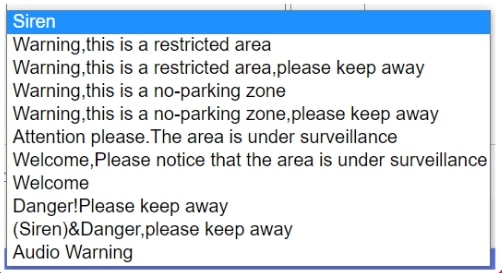 Siren
Warning,this is a restricted area
Warning,this is a restricted area,please keep away
Warning,this is a no-parking zone
Warning,this is a no-parking zone,please keep away
Attention please.The area is under surveillance
Welcome,Please notice that the area is under surveillance
Welcome
Danger!Please keep away
(Siren)&Danger,please keep away
Audio Warning